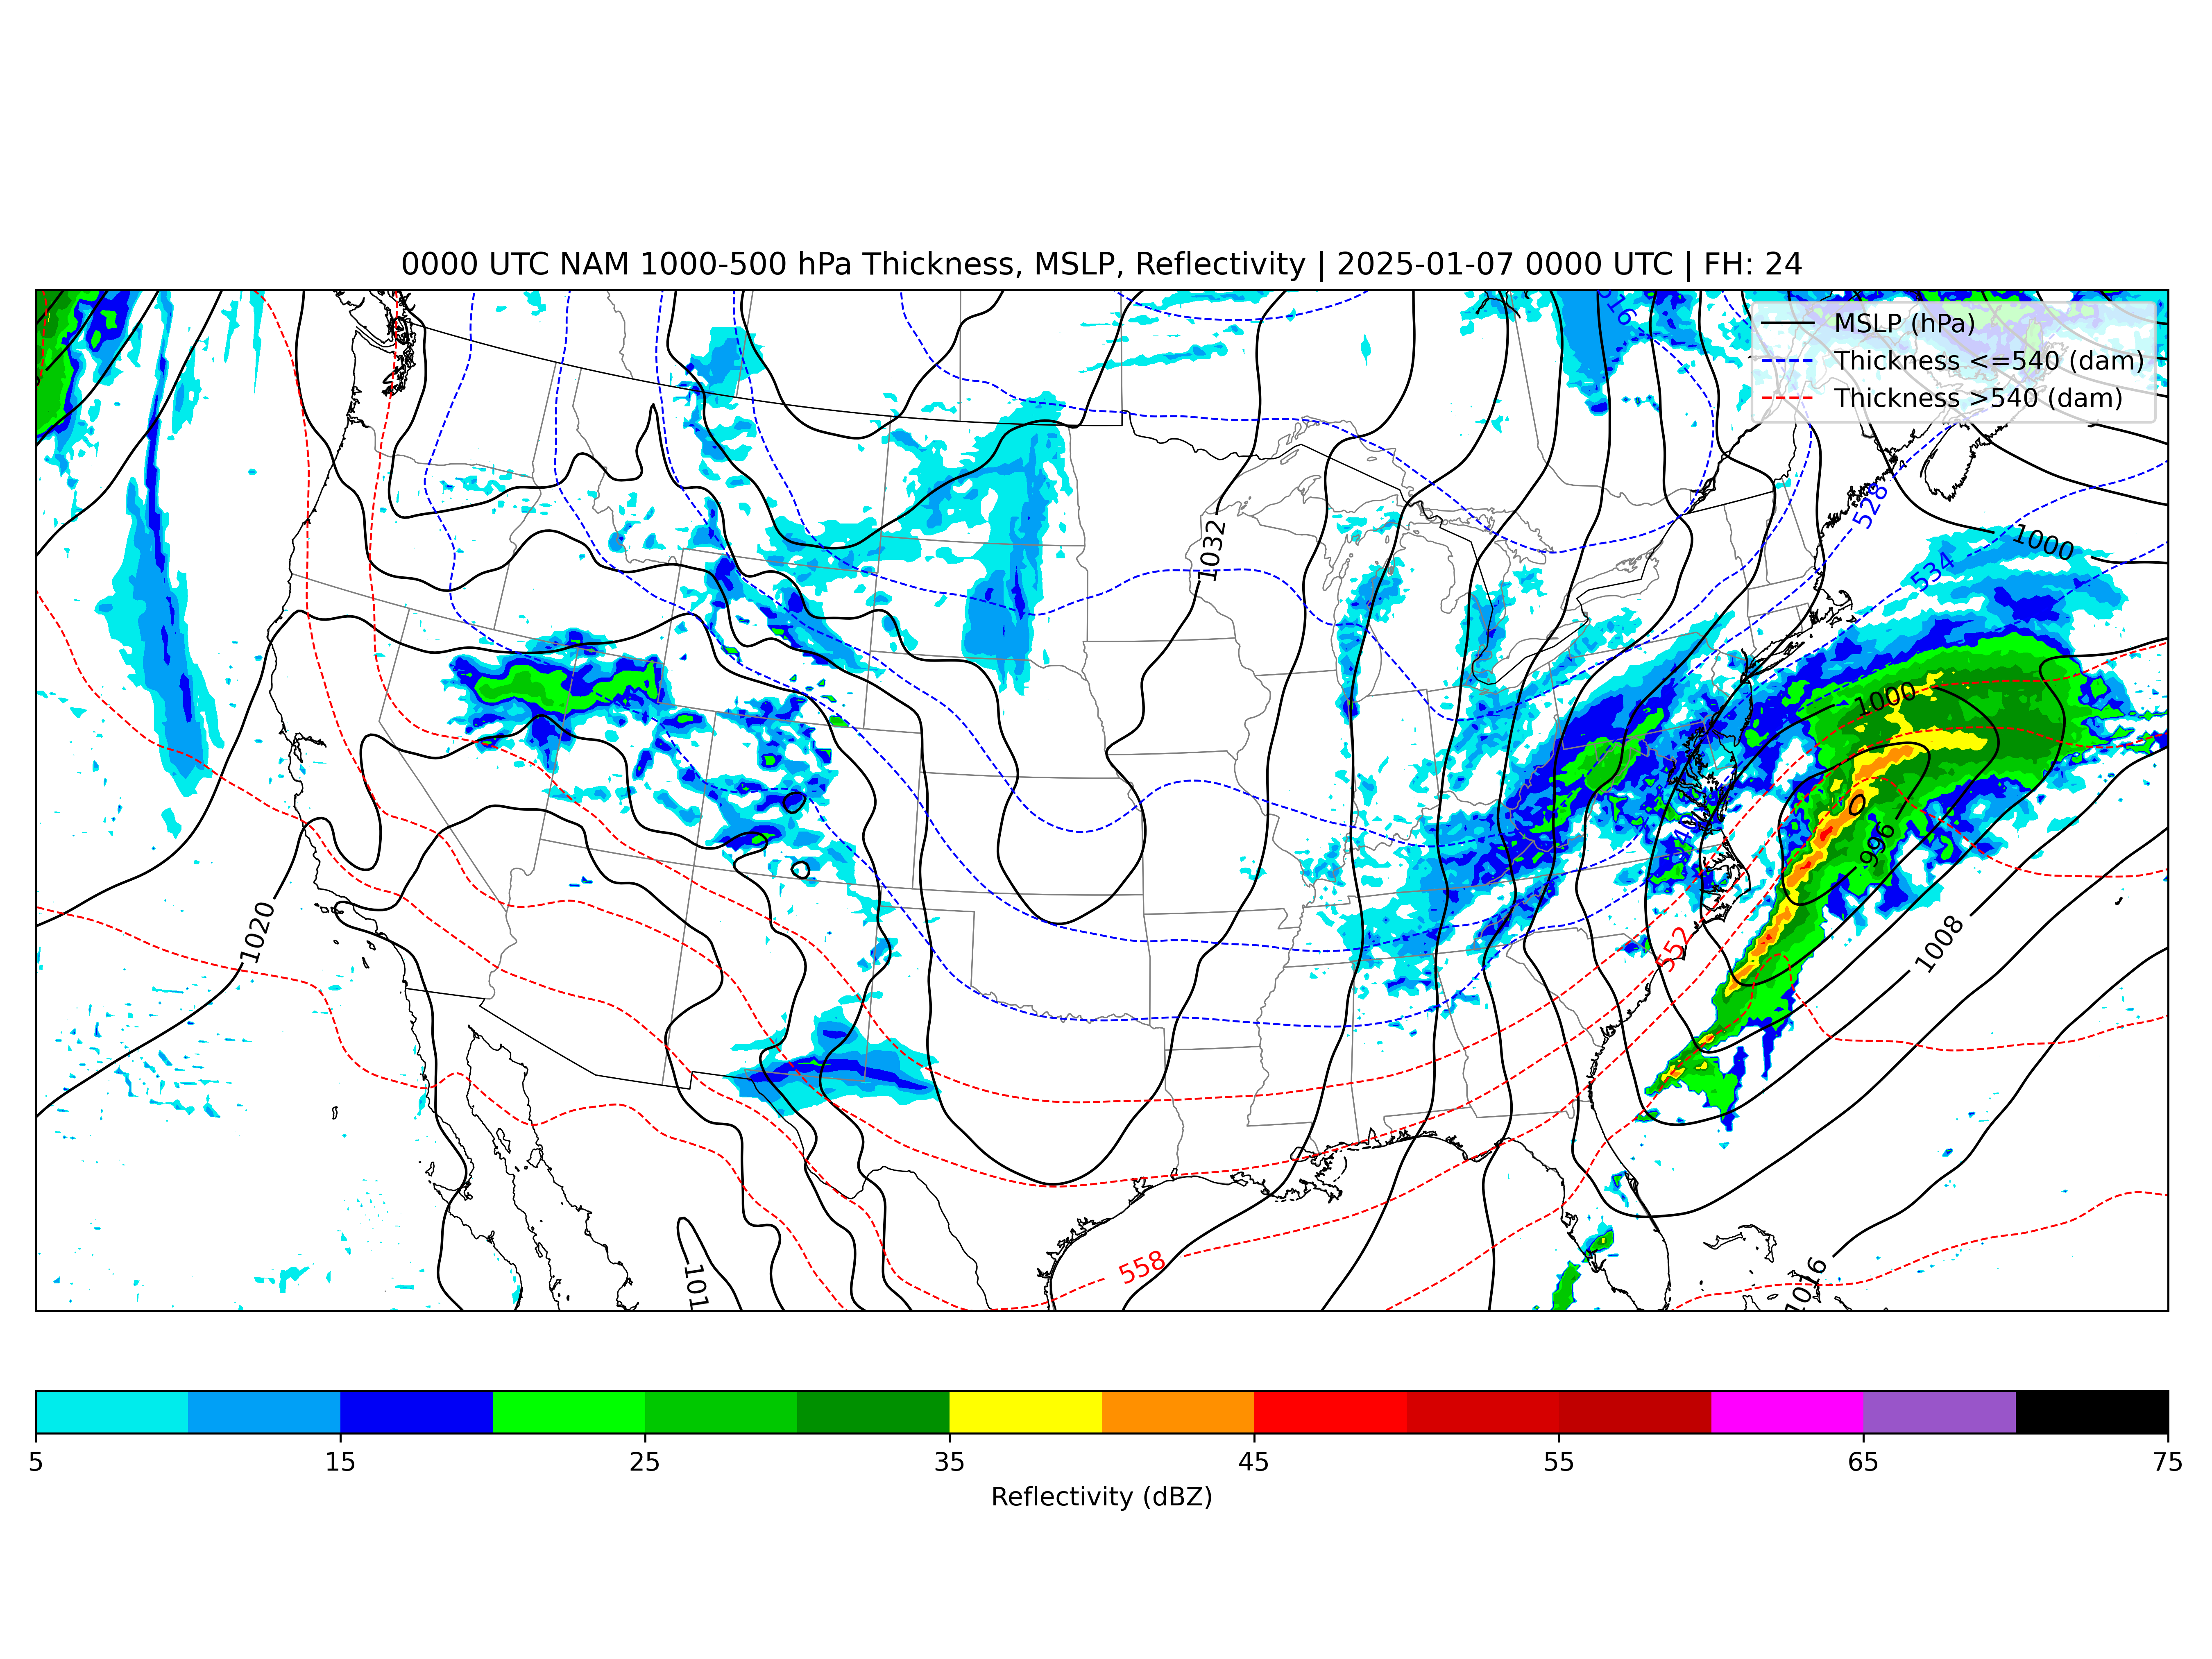 0000 UTC NAM 1000-500 hPa Thickness, MSLP, Reflectivity | 2025-01-07 0000 UTC | FH: 24
MSLP (hPa)
Thickness <=540 (dam)
Thickness >540 (dam)
516
528
1000
1032
534
1000
996
1020
552
1008
558
101
1016
5 15 25 35 45 55 65 75
Reflectivity (dBZ)